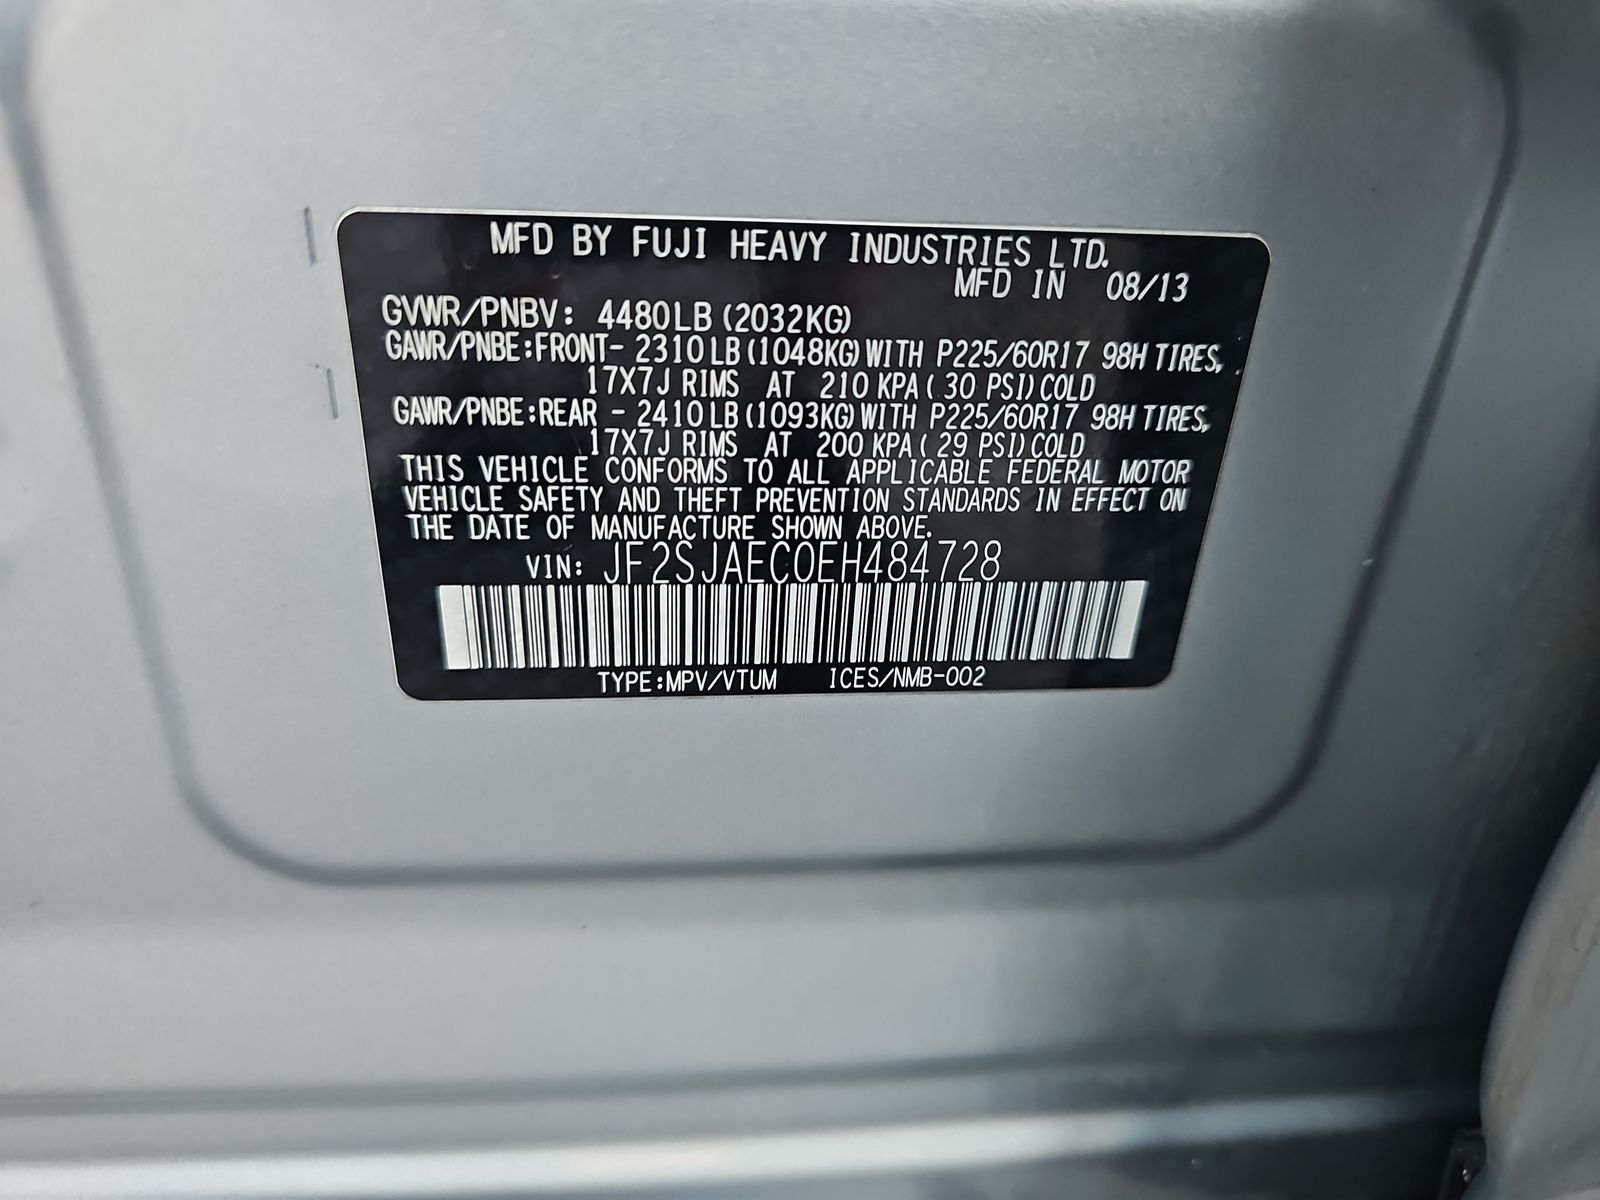 MFD BY FUJI HEAVY INDUSTRIES LTD.
MFD IN 08/13
GVWR/PNBV: 4480LB (2032KG)
GAWR/PNBE:FRONT- 2310LB (1048KG) WITH P225/60R17 98H TIRES,
17X7J RIMS AT 210 KPA ( 30 PSI) COLD
GAWR/PNBE:REAR - 2410LB (1093KG) WITH P225/60R17 98H TIRES,
17X7J RIMS AT 200 KPA ( 29 PSI) COLD
THIS VEHICLE CONFORMS TO ALL APPLICABLE FEDERAL MOTOR
VEHICLE SAFETY AND THEFT PREVENTION STANDARDS IN EFFECT ON
THE DATE OF MANUFACTURE SHOWN ABOVE.
VIN: JF2SJAEC0EH484728
TYPE:MPV/VTUM ICES/NMB-002